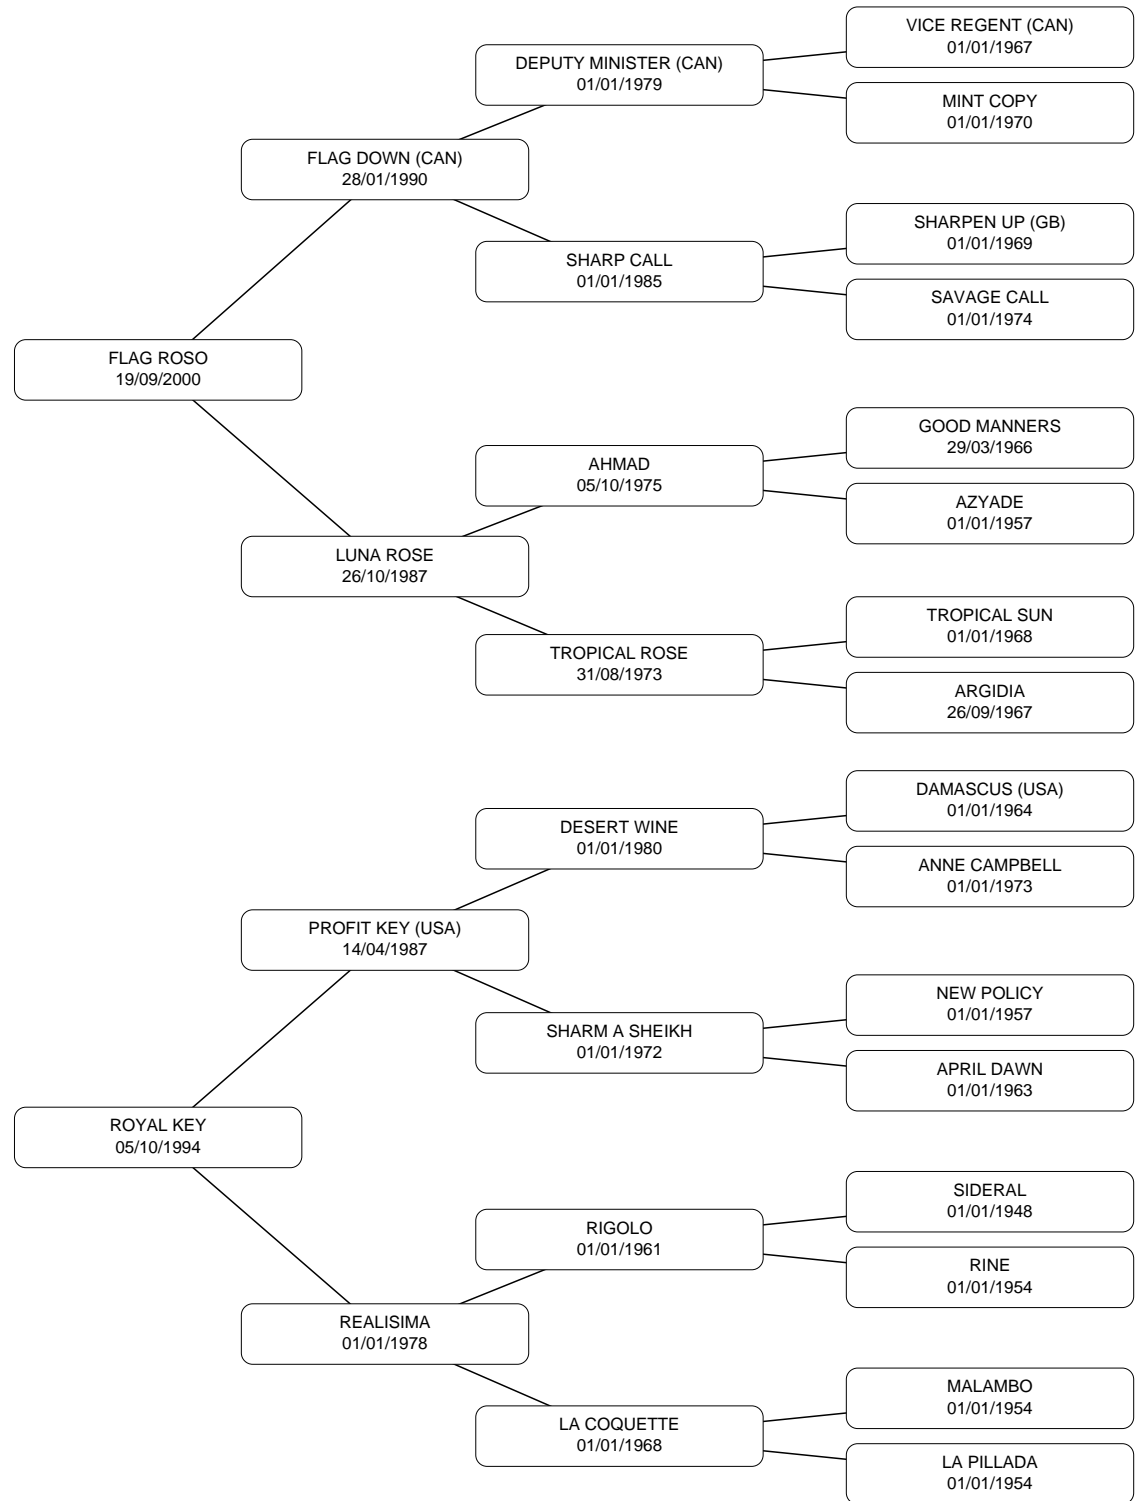 VICE REGENT (CAN)
01/01/1967
DEPUTY MINISTER (CAN)
01/01/1979
MINT COPY
01/01/1970
FLAG DOWN (CAN)
28/01/1990
SHARPEN UP (GB)
01/01/1969
SHARP CALL
01/01/1985
SAVAGE CALL
01/01/1974
FLAG ROSO
19/09/2000
GOOD MANNERS
29/03/1966
AHMAD
05/10/1975
AZYADE
01/01/1957
LUNA ROSE
26/10/1987
TROPICAL SUN
01/01/1968
TROPICAL ROSE
31/08/1973
ARGIDIA
26/09/1967
DAMASCUS (USA)
01/01/1964
DESERT WINE
01/01/1980
ANNE CAMPBELL
01/01/1973
PROFIT KEY (USA)
14/04/1987
NEW POLICY
01/01/1957
SHARM A SHEIKH
01/01/1972
APRIL DAWN
01/01/1963
ROYAL KEY
05/10/1994
SIDERAL
01/01/1948
RIGOLO
01/01/1961
RINE
01/01/1954
REALISIMA
01/01/1978
MALAMBO
01/01/1954
LA COQUETTE
01/01/1968
LA PILLADA
01/01/1954